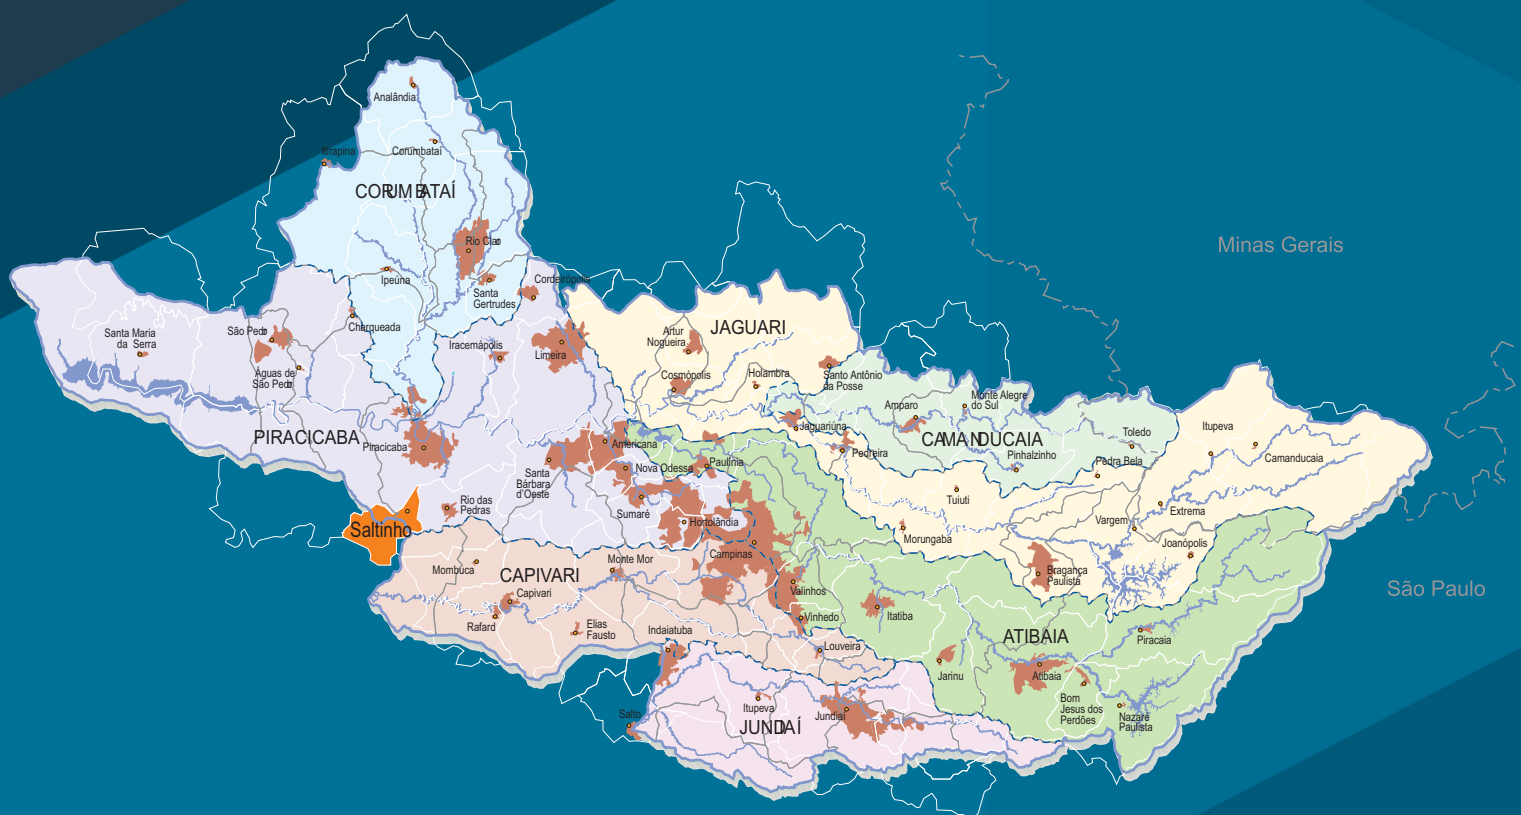 Analândia
Corumbataí
Itirapina
CORUMBATAÍ
Rio Claro
Ipeúna
Santa
Gertrudes
Cordeirópolis
Minas Gerais
Charqueada
São Pedro
Santa Maria
da Serra
Águas de
São Pedro
Iracemápolis
Limeira
JAGUARI
Artur
Nogueira
Cosmópolis
Holambra
Santo Antônio
da Posse
Monte Alegre
do Sul
Amparo
CAMANDUCAIA
Pinhalzinho
Toledo
Itupeva
Camanducaia
Pedra Bela
PIRACICABA
Piracicaba
Americana
Jaguariúna
Pedreira
Santa
Bárbara
d'Oeste
Nova Odessa
Paulínia
Sumaré
Hortolândia
Tuiuti
Vargem
Extrema
Rio das
Pedras
Saltinho
Morungaba
Joanópolis
Campinas
Bragança
Paulista
Mombuca
CAPIVARI
Monte Mor
Capivari
Valinhos
São Paulo
Rafard
Elias
Fausto
Indaiatuba
Vinhedo
Itatiba
ATIBAIA
Piracaia
Louveira
Jarinu
Atibaia
Bom
Jesus dos
Perdões
Nazaré
Paulista
Salto
Itupeva
Jundiaí
JUNDIAÍ